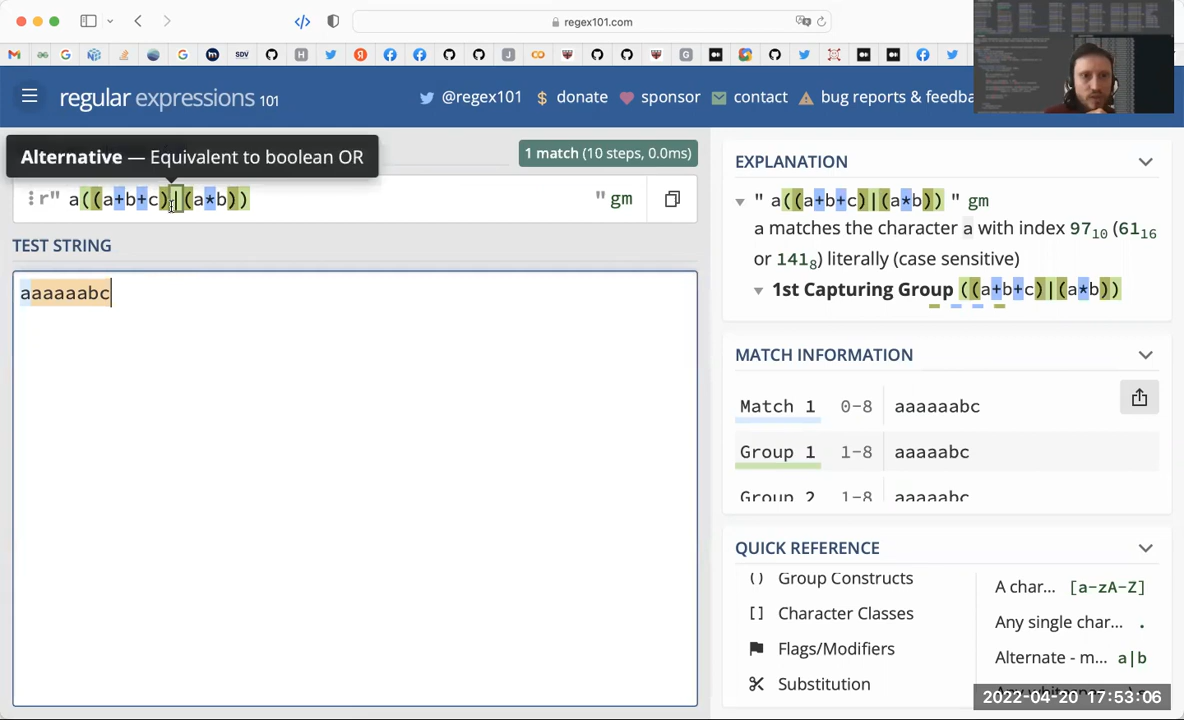 regex101.com
SDV
H
J
G
regular expressions 101
@regex101
$ donate
sponsor
contact
bug reports & feedba
Alternative — Equivalent to boolean OR
1 match (10 steps, 0.0ms)
r" a((a+b+c)|(a*b))
" gm
TEST STRING
aaaaaabc
EXPLANATION
" a((a+b+c)|(a*b)) " gm
a matches the character a with index 97₁₀ (61₁₆
or 141₈) literally (case sensitive)
1st Capturing Group ((a+b+c)|(a*b))
MATCH INFORMATION
Match 1 0-8 aaaaaabc
Group 1 1-8 aaaaabc
Group 2 1-8 aaaaabc
QUICK REFERENCE
() Group Constructs
[] Character Classes
Flags/Modifiers
Substitution
A char... [a-zA-Z]
Any single char... .
Alternate - m... a|b
2022-04-20 17:53:06